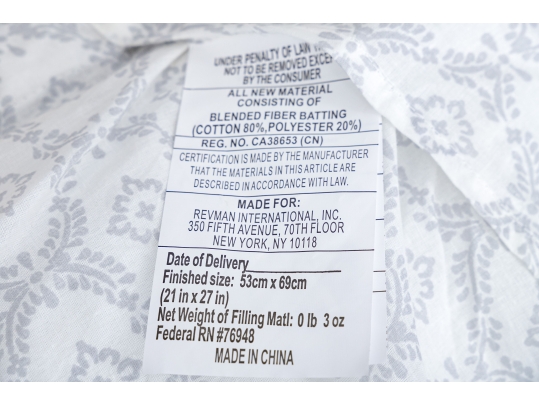 UNDER PENALTY OF LAW
NOT TO BE REMOVED
BY THE CONSUMER
ALL NEW MATERIAL
CONSISTING OF
BLENDED FIBER BATTING
(COTTON 80%,POLYESTER 20%)
REG. NO. CA38653 (CN)
CERTIFICATION IS MADE BY THE MANUFACTURER
THAT THE MATERIALS IN THIS ARTICLE ARE
DESCRIBED IN ACCORDANCE WITH LAW.
MADE FOR:
REVMAN INTERNATIONAL, INC.
350 FIFTH AVENUE, 70TH FLOOR
NEW YORK, NY 10118
Date of Delivery
Finished size: 53cm x 69cm
(21 in x 27 in)
Net Weight of Filling Matl: 0 lb 3 oz
Federal RN #76948
MADE IN CHINA